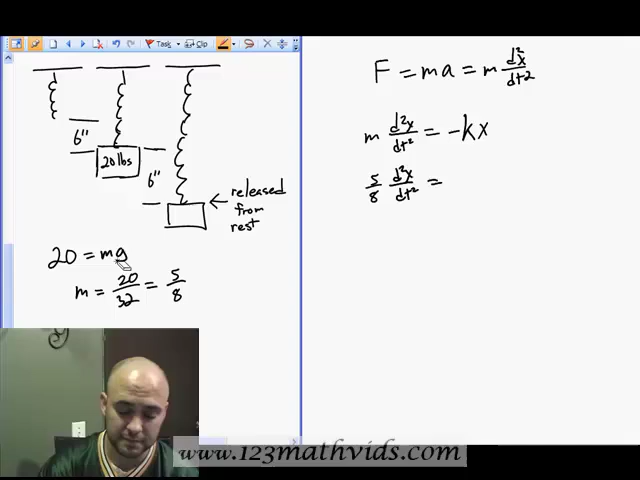 Task
Clip
6"
20 lbs
6"
released
from
rest
20 = mg
m = 20/32 = 5/8
F = ma = m d²x/dt²
m d²x/dt² = -kx
5/8 d²x/dt² =
www.123mathvids.com